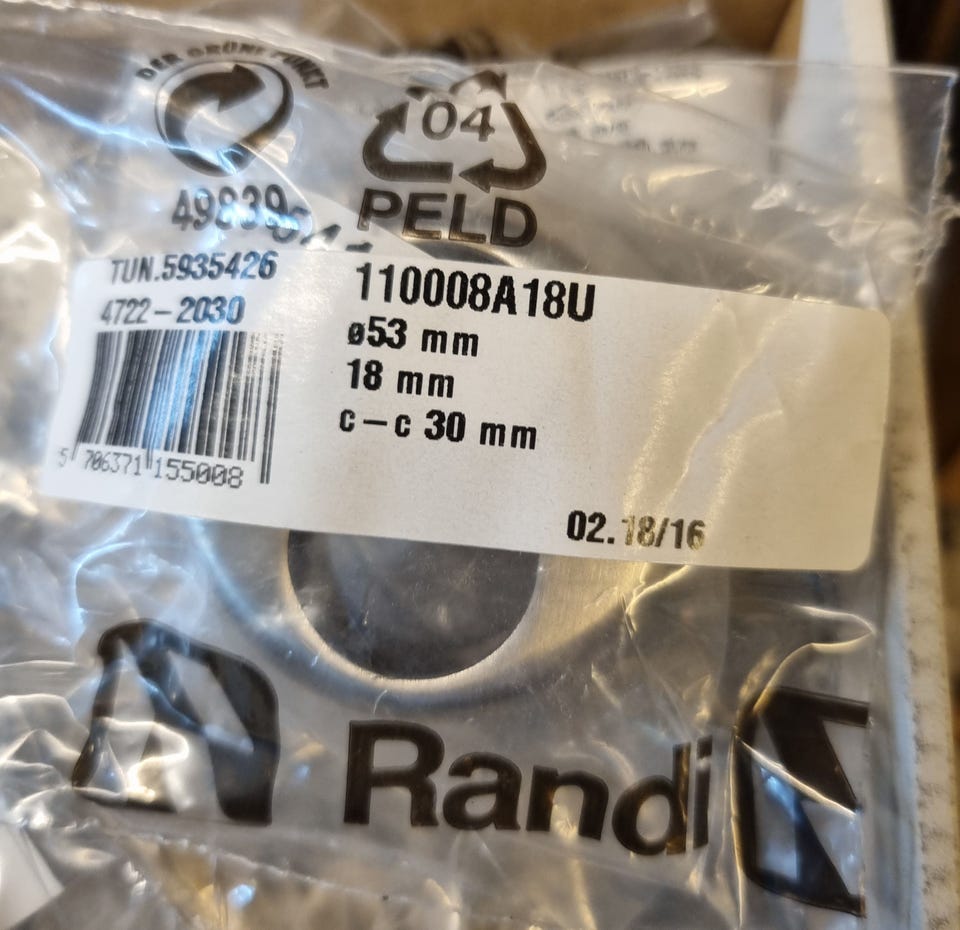 DER GRÜNE PUNKT
04
PELD
TUN.5935426
4722-2030
110008A18U
ø53 mm
18 mm
c-c 30 mm
5 706371 155008
02.18/16
Randi